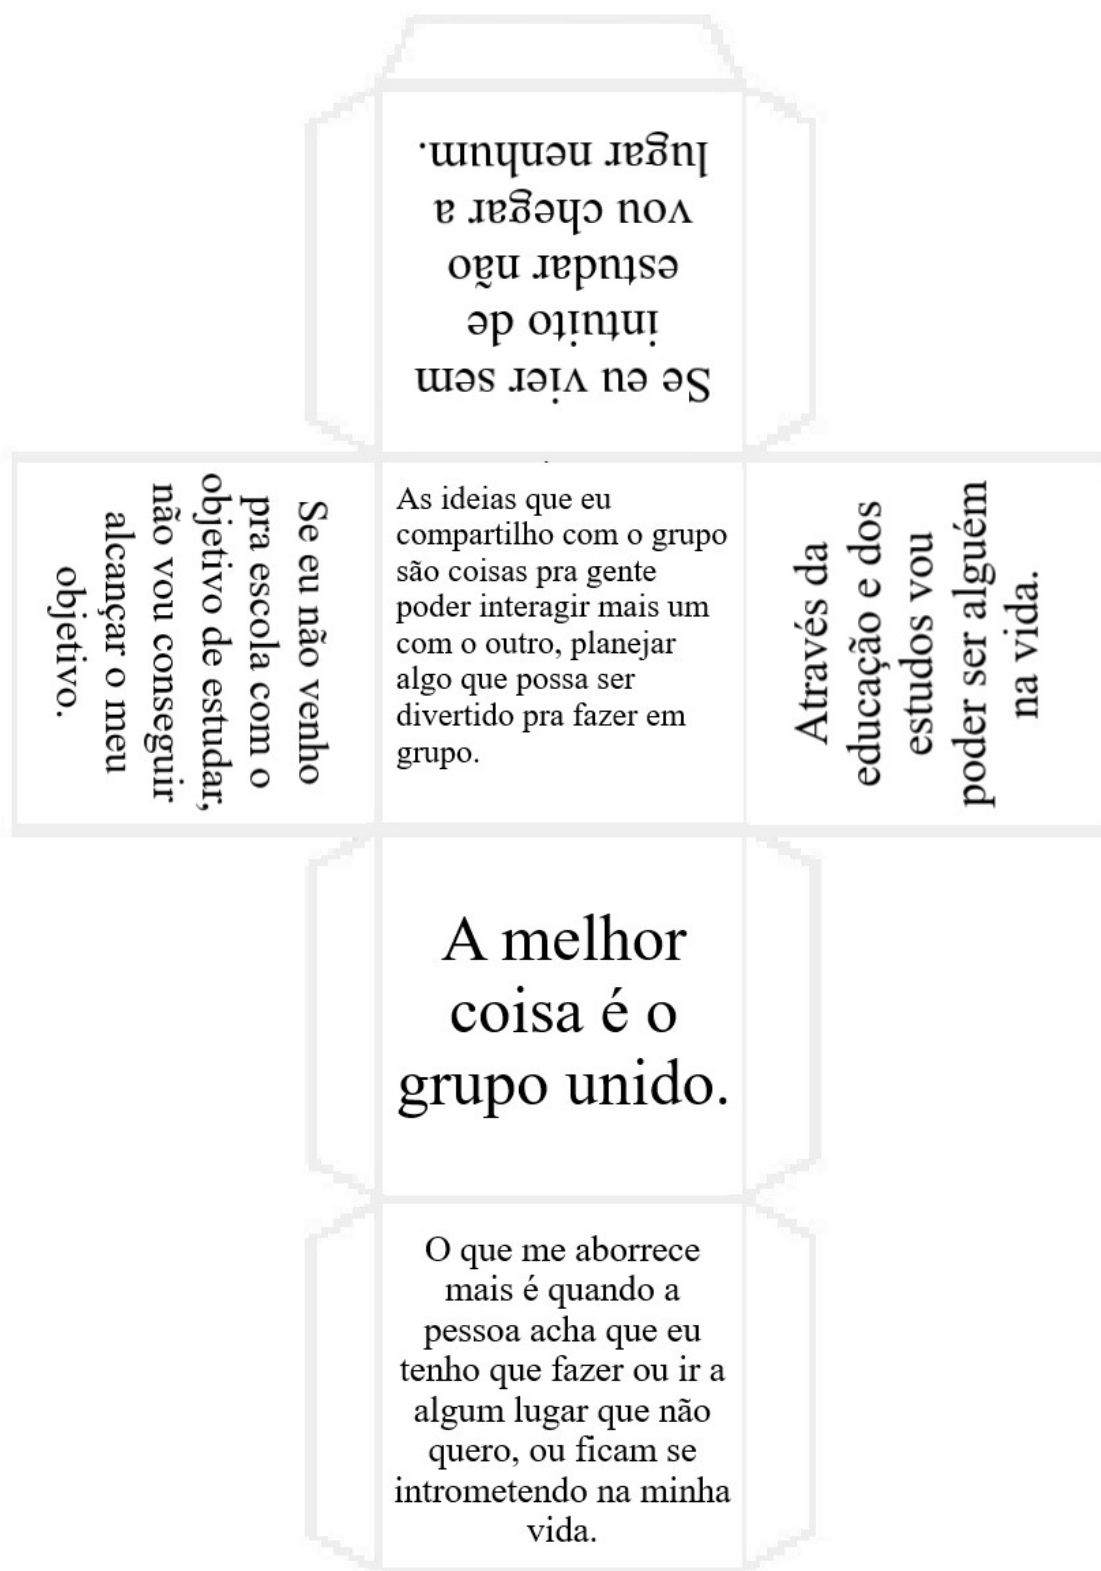 Se eu vier sem
intuito de
estudar não
vou chegar a
lugar nenhum.
Se eu não venho
pra escola com o
objetivo de estudar,
não vou conseguir
alcançar o meu
objetivo.
As ideias que eu
compartilho com o grupo
são coisas pra gente
poder interagir mais um
com o outro, planejar
algo que possa ser
divertido pra fazer em
grupo.
Através da
educação e dos
estudos vou
poder ser alguém
na vida.
A melhor
coisa é o
grupo unido.
O que me aborrece
mais é quando a
pessoa acha que eu
tenho que fazer ou ir a
algum lugar que não
quero, ou ficam se
intrometendo na minha
vida.